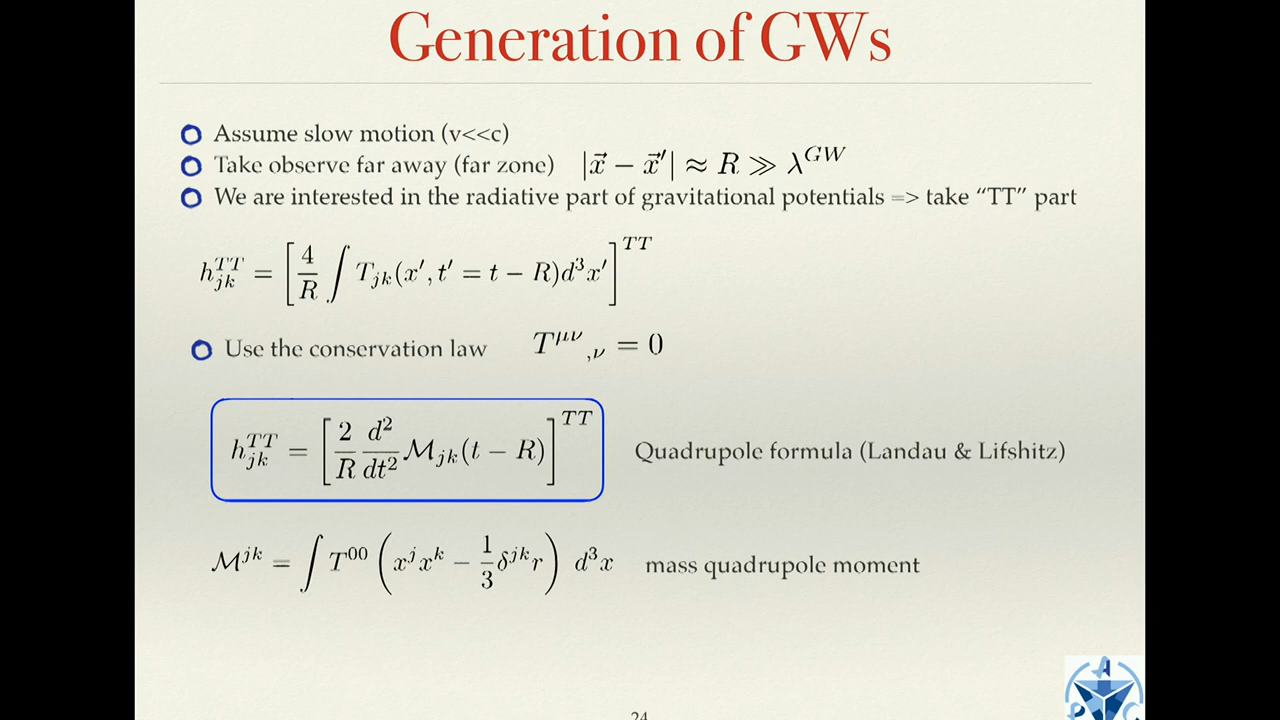 Generation of GWs
Assume slow motion (v<<c)
Take observe far away (far zone) $|\vec{x} - \vec{x}'| \approx R \gg \lambda^{GW}$
We are interested in the radiative part of gravitational potentials => take “TT” part
$h_{jk}^{TT} = \left[ \frac{4}{R} \int T_{jk}(x', t' = t - R) d^3x' \right]^{TT}$
Use the conservation law $T^{\mu\nu}{}_{,\nu} = 0$
$h_{jk}^{TT} = \left[ \frac{2}{R} \frac{d^2}{dt^2} \mathcal{M}_{jk}(t - R) \right]^{TT}$ Quadrupole formula (Landau & Lifshitz)
$\mathcal{M}^{jk} = \int T^{00} \left( x^j x^k - \frac{1}{3} \delta^{jk} r \right) d^3x$ mass quadrupole moment
24
A
P C